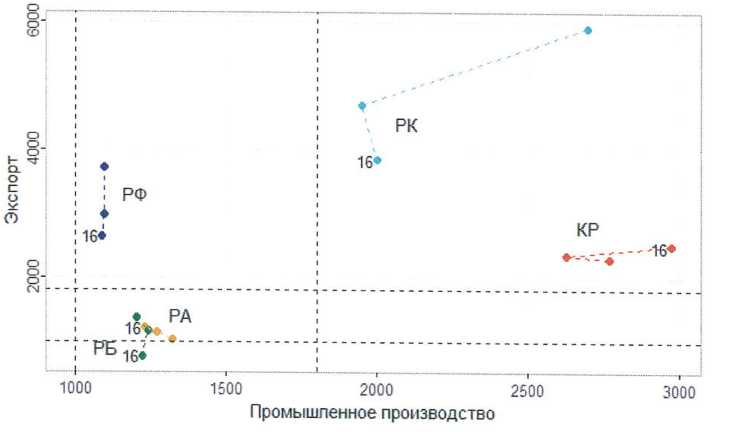 6000
4000
2000
Экспорт
РК
16
РФ
16
КР
16
РА
16
РБ
16
1000
1500
2000
2500
3000
Промышленное производство